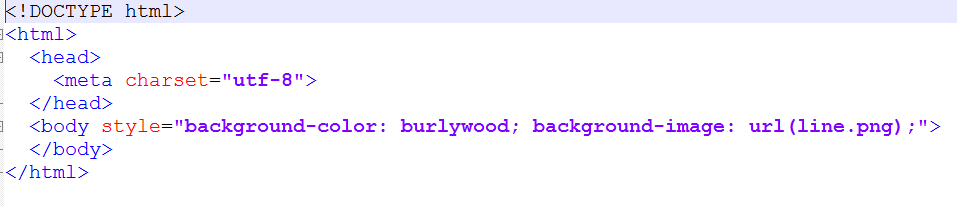 <!DOCTYPE html>
<html>
<head>
<meta charset="utf-8">
</head>
<body style="background-color: burlywood; background-image: url(line.png);">
</body>
</html>